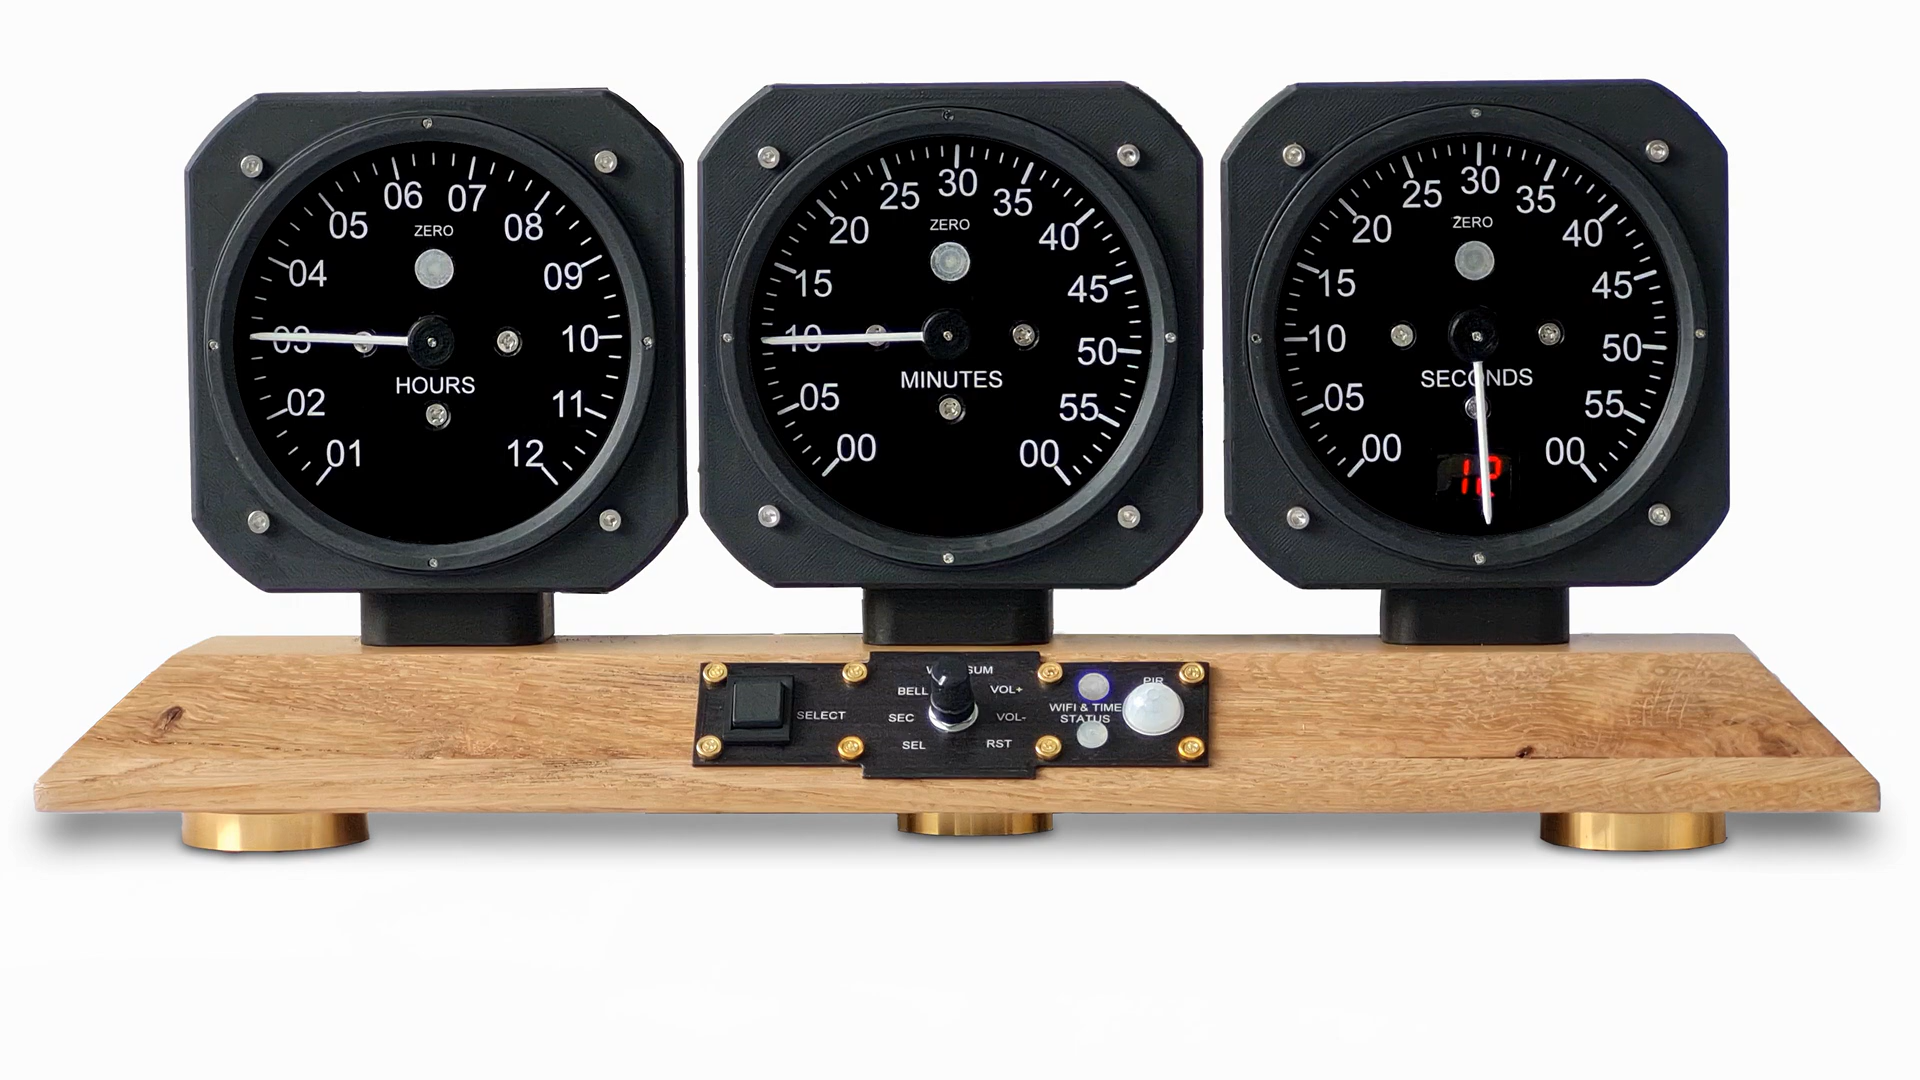 06 07
05 08
ZERO
04 09
03 10
HOURS
02 11
01 12
25 30 35
20 40
ZERO
15 45
10 50
MINUTES
05 55
00 00
25 30 35
20 40
ZERO
15 45
10 50
SECONDS
05 55
00 00
12
SELECT
SUM
BELL VOL+
SEC VOL-
SEL RST
PIR
WIFI & TIME
STATUS